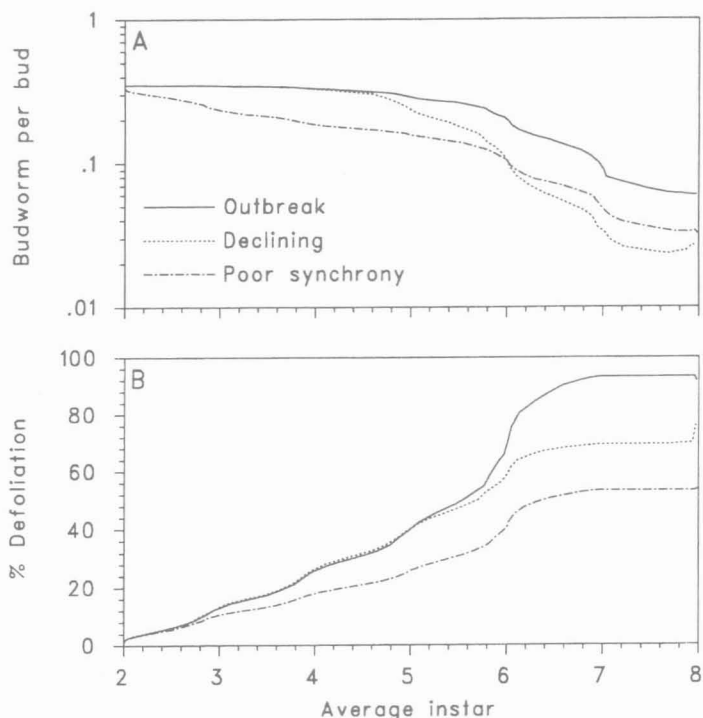 1
A
Budworm per bud
.1
Outbreak
Declining
Poor synchrony
.01
100
B
80
% Defoliation
60
40
20
0
2 3 4 5 6 7 8
Average instar